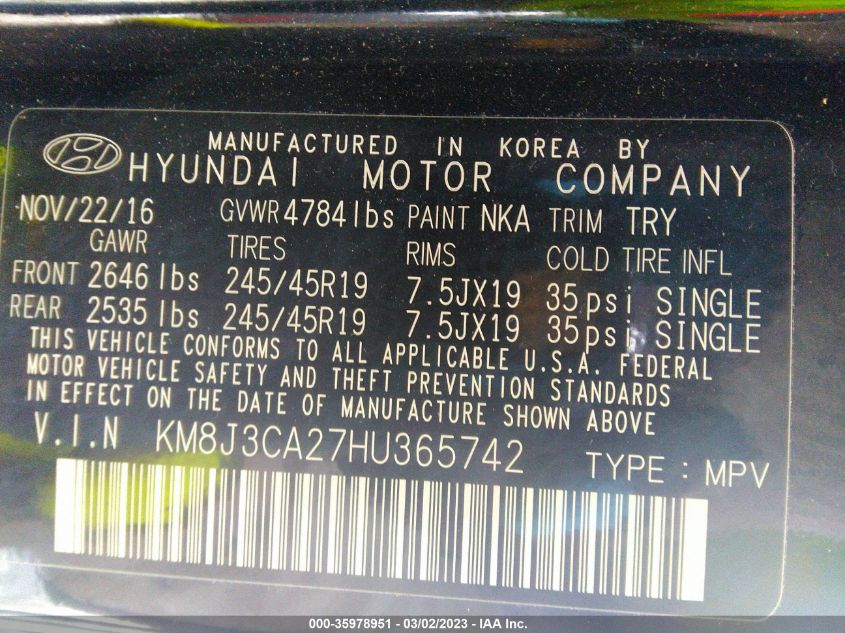 MANUFACTURED IN KOREA BY
HYUNDAI MOTOR COMPANY
NOV/22/16 GVWR 4784lbs PAINT NKA TRIM TRY
GAWR TIRES RIMS COLD TIRE INFL
FRONT 2646 lbs 245/45R19 7.5JX19 35psi SINGLE
REAR 2535 lbs 245/45R19 7.5JX19 35psi SINGLE
THIS VEHICLE CONFORMS TO ALL APPLICABLE U.S.A. FEDERAL
MOTOR VEHICLE SAFETY AND THEFT PREVENTION STANDARDS
IN EFFECT ON THE DATE OF MANUFACTURE SHOWN ABOVE
V.I.N KM8J3CA27HU365742 TYPE : MPV
000-35978951 - 03/02/2023 - IAA Inc.